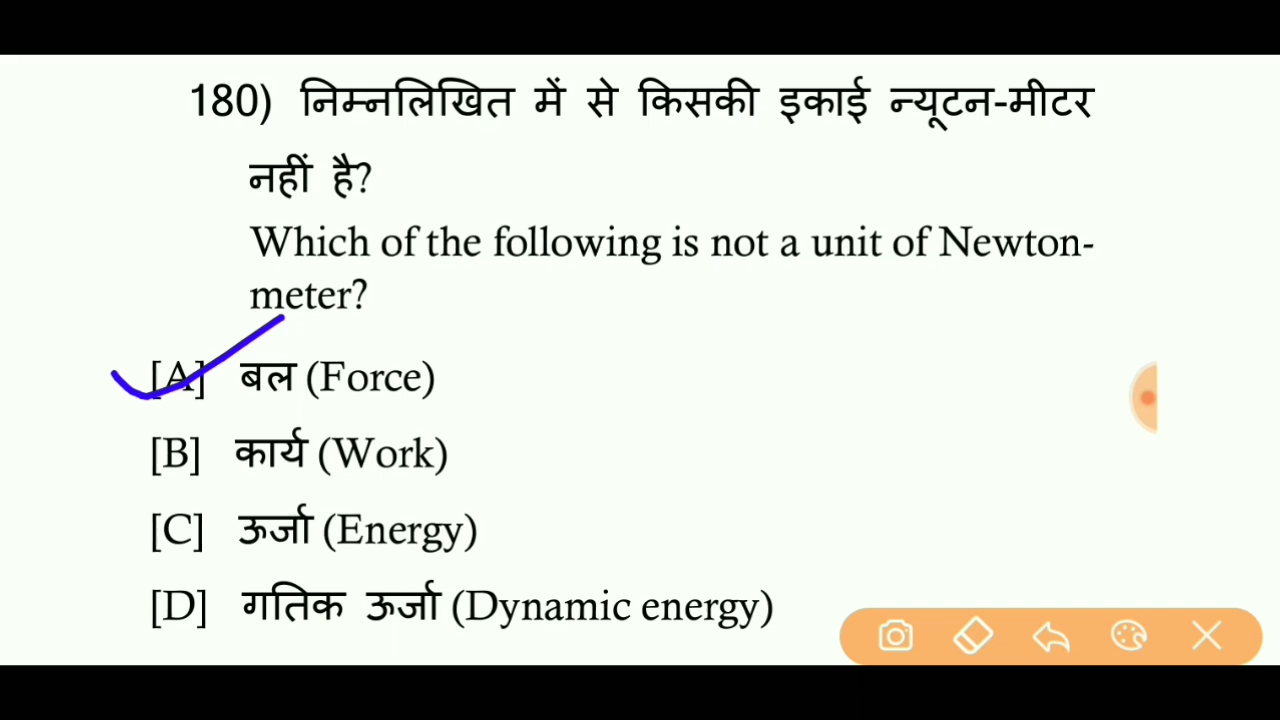 180) निम्नलिखित में से किसकी इकाई न्यूटन-मीटर
नहीं है?
Which of the following is not a unit of Newton-
meter?
[A] बल (Force)
[B] कार्य (Work)
[C] ऊर्जा (Energy)
[D] गतिक ऊर्जा (Dynamic energy)